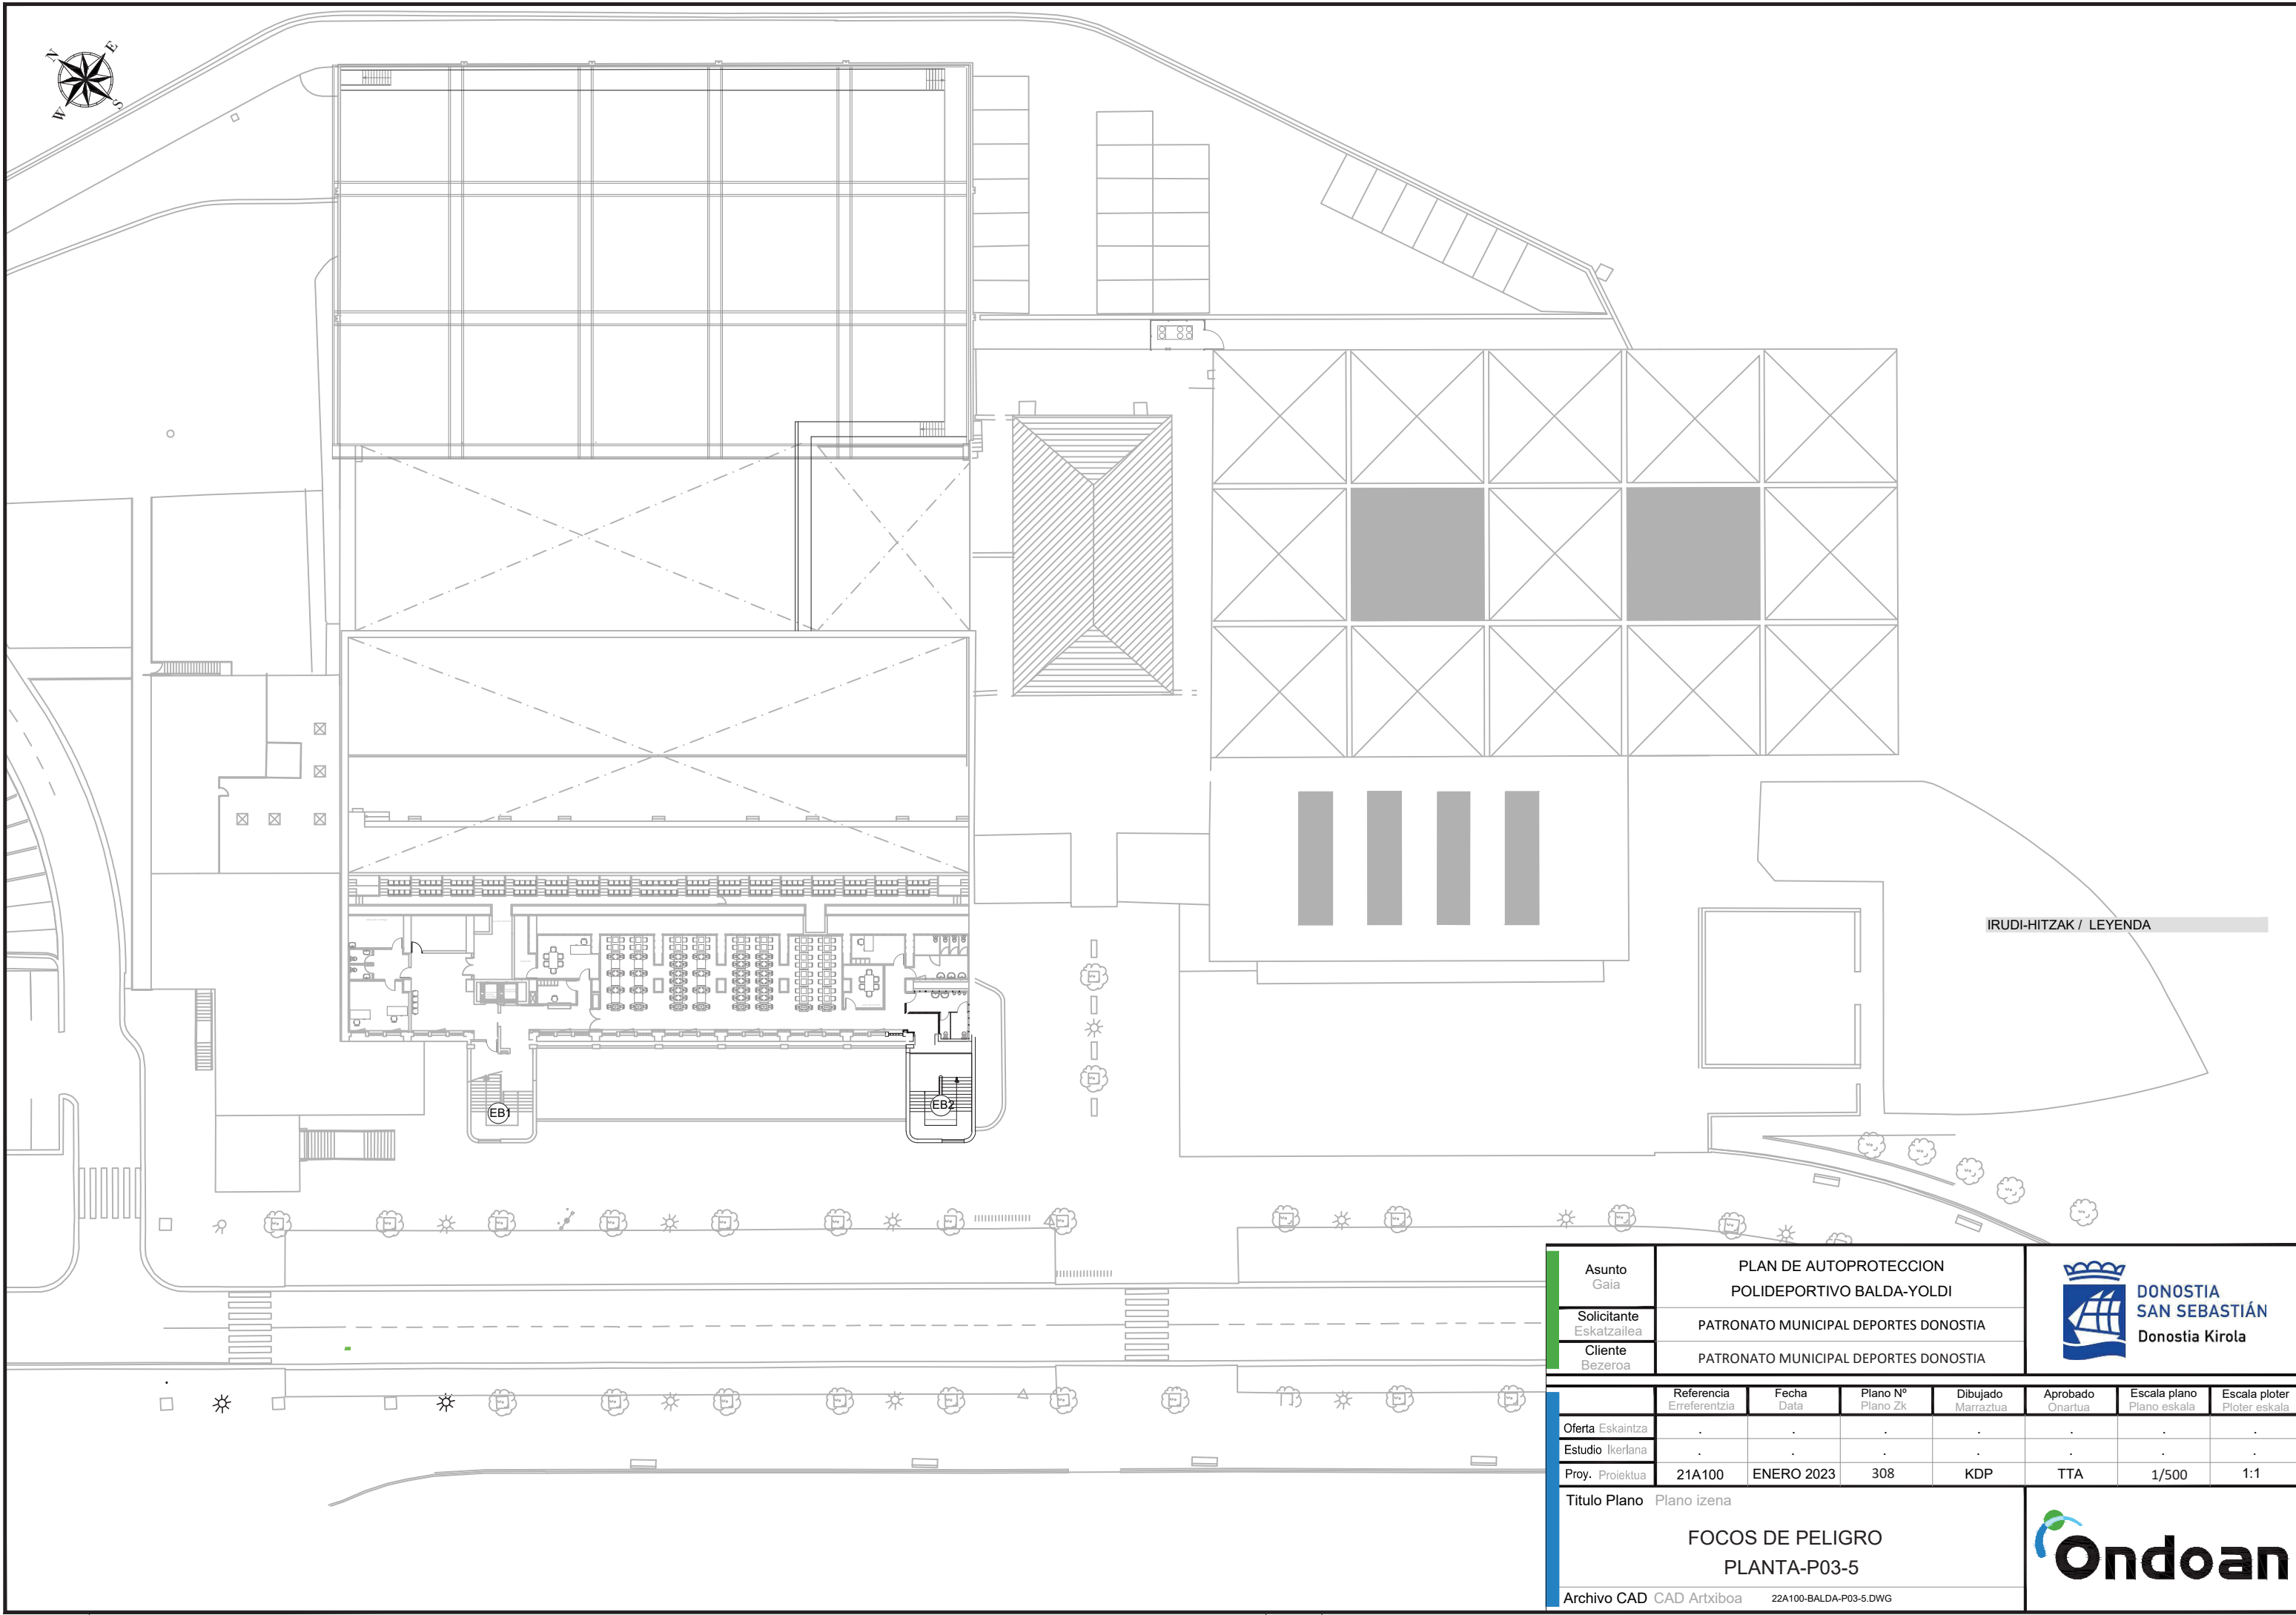 N
E
W
S
IRUDI-HITZAK / LEYENDA
EB1
EB2
Asunto
Gaia
PLAN DE AUTOPROTECCION
POLIDEPORTIVO BALDA-YOLDI
Solicitante
Eskatzailea
PATRONATO MUNICIPAL DEPORTES DONOSTIA
Cliente
Bezeroa
PATRONATO MUNICIPAL DEPORTES DONOSTIA
DONOSTIA
SAN SEBASTIÁN
Donostia Kirola
Referencia Fecha Plano Nº Dibujado Aprobado Escala plano Escala ploter
Erreferentzia Data Plano Zk Marraztua Onartua Plano eskala Ploter eskala
Oferta Eskaintza . . . . . . .
Estudio Ikerlana . . . . . . .
Proy. Proiektua 21A100 ENERO 2023 308 KDP TTA 1/500 1:1
Titulo Plano Plano izena
FOCOS DE PELIGRO
PLANTA-P03-5
Archivo CAD CAD Artxiboa 22A100-BALDA-P03-5.DWG
Ondoan